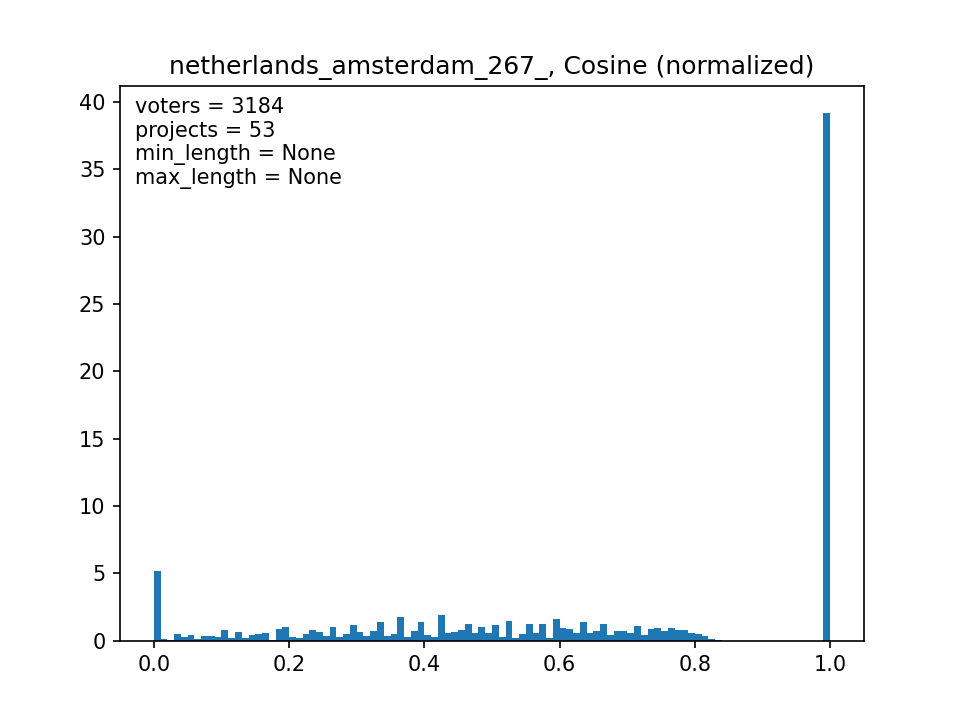 netherlands_amsterdam_267_, Cosine (normalized)
voters = 3184
projects = 53
min_length = None
max_length = None
40
35
30
25
20
15
10
5
0
0.0 0.2 0.4 0.6 0.8 1.0